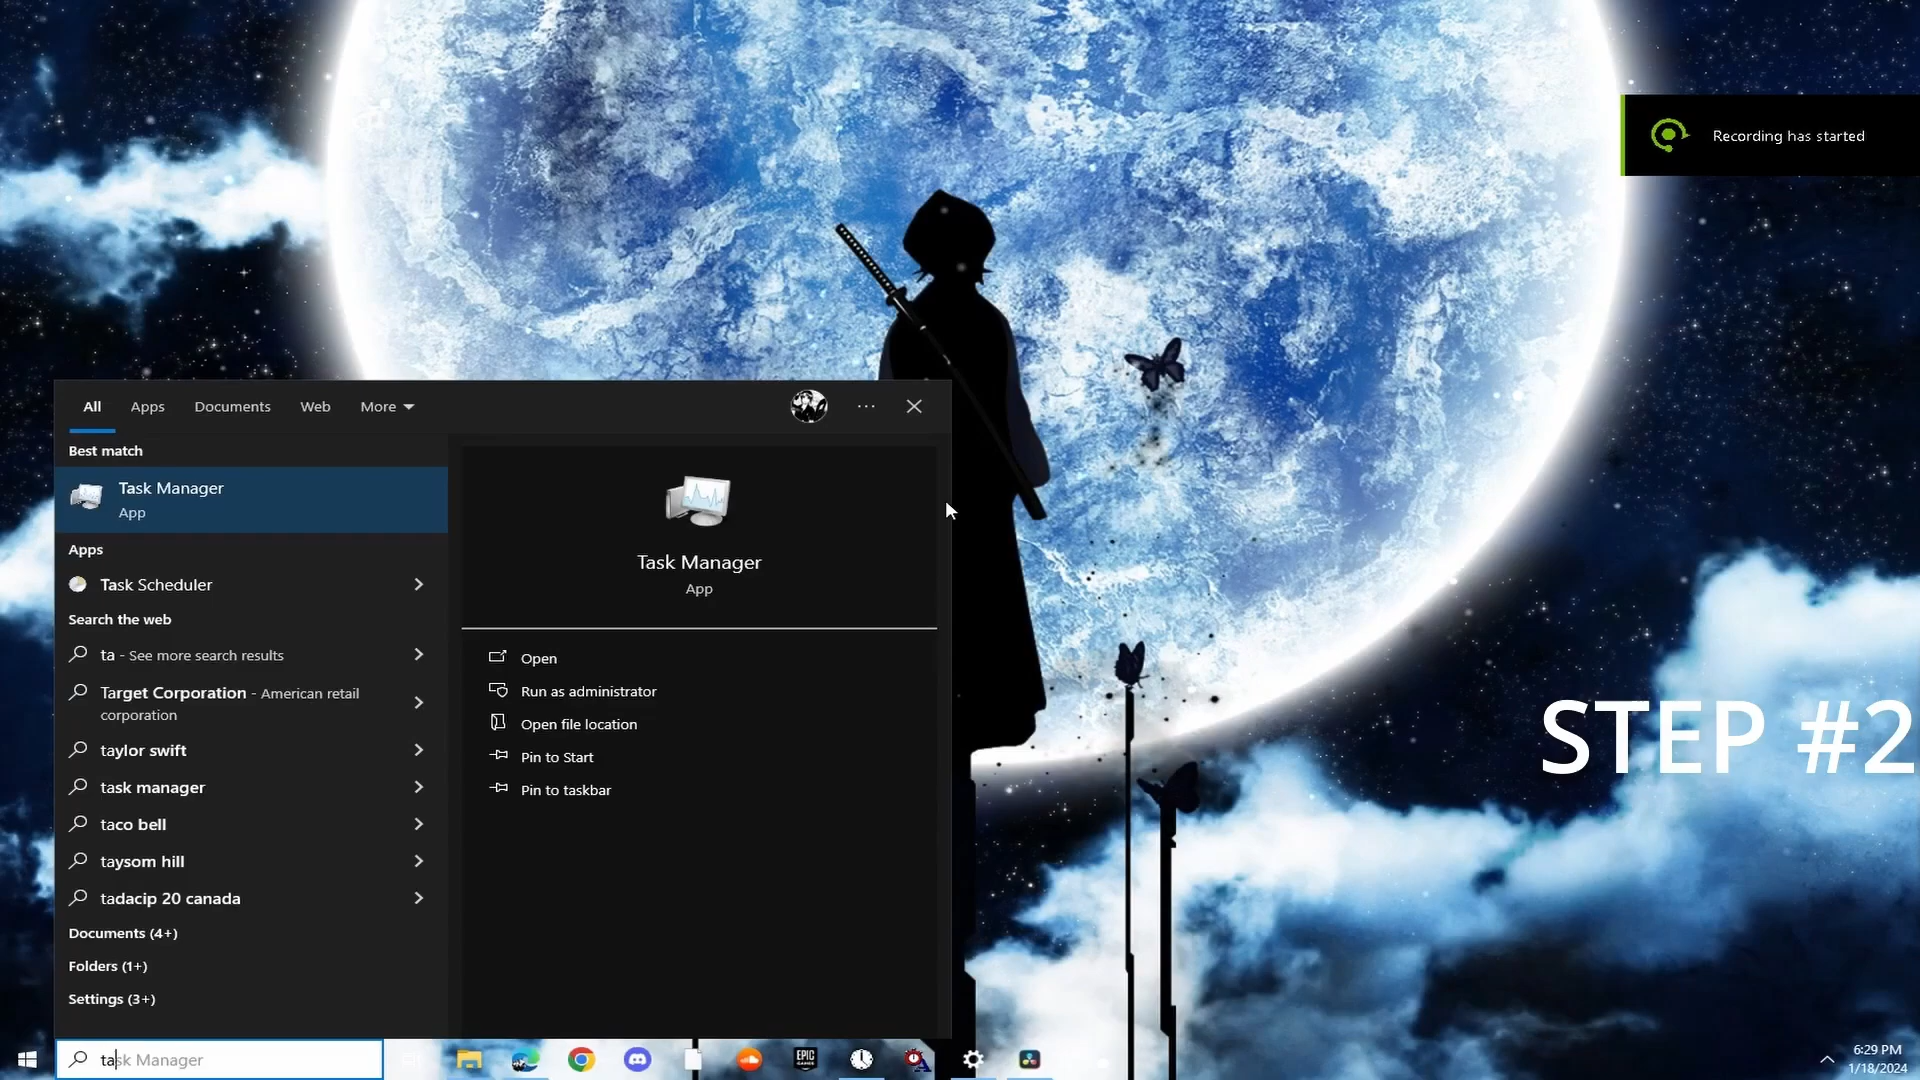 Recording has started
All Apps Documents Web More
Best match
Task Manager
App
Apps
Task Scheduler
Search the web
ta - See more search results
Target Corporation - American retail
corporation
taylor swift
task manager
taco bell
taysom hill
tadacip 20 canada
Documents (4+)
Folders (1+)
Settings (3+)
Task Manager
App
Open
Run as administrator
Open file location
Pin to Start
Pin to taskbar
STEP #2
task Manager
EPIC
GAMES
6:29 PM
1/18/2024